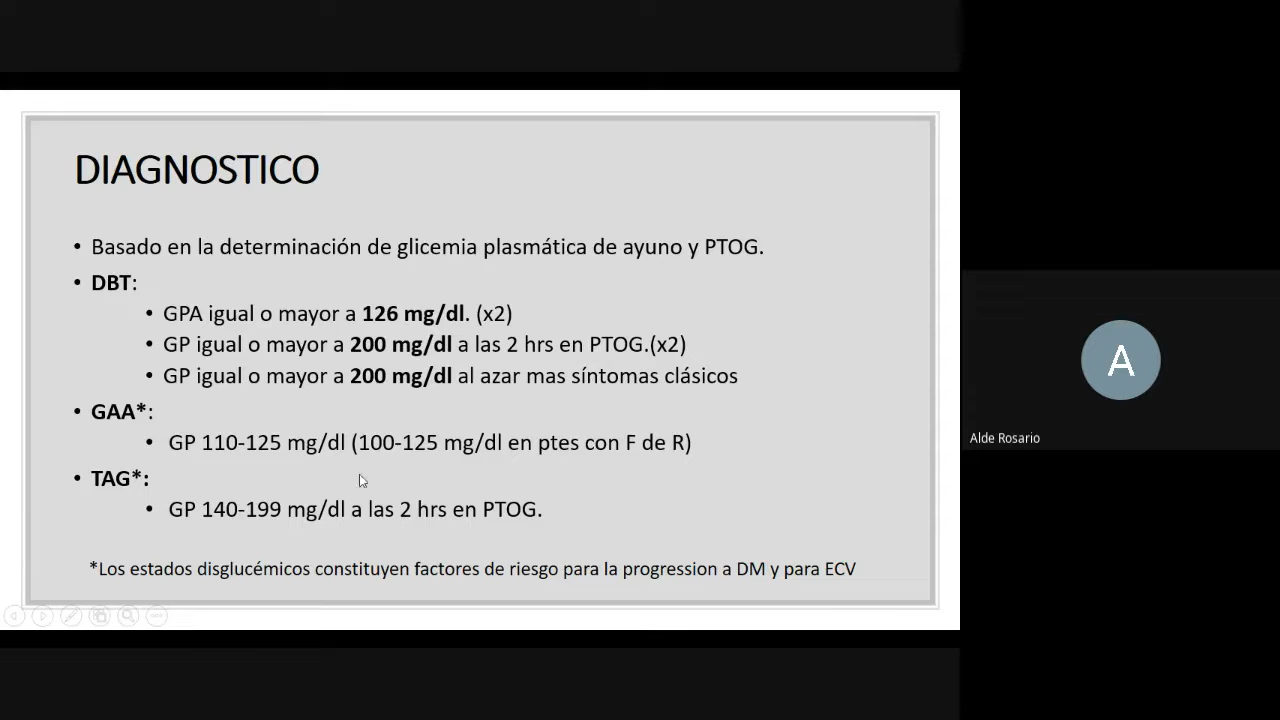 DIAGNOSTICO
• Basado en la determinación de glicemia plasmática de ayuno y PTOG.
• DBT:
• GPA igual o mayor a 126 mg/dl. (x2)
• GP igual o mayor a 200 mg/dl a las 2 hrs en PTOG.(x2)
• GP igual o mayor a 200 mg/dl al azar mas síntomas clásicos
• GAA*:
• GP 110-125 mg/dl (100-125 mg/dl en ptes con F de R)
• TAG*:
• GP 140-199 mg/dl a las 2 hrs en PTOG.
*Los estados disglucémicos constituyen factores de riesgo para la progression a DM y para ECV
A
Alde Rosario